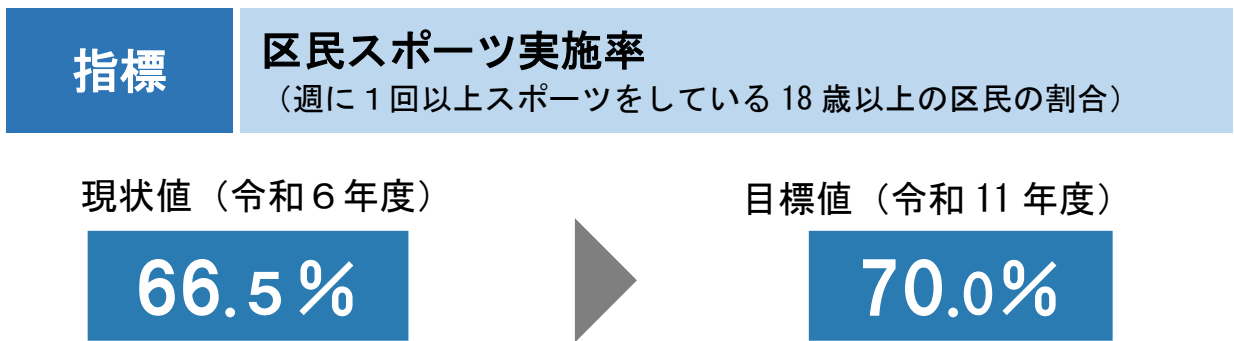 指標
区民スポーツ実施率
（週に１回以上スポーツをしている 18 歳以上の区民の割合）
現状値（令和６年度）
目標値（令和 11 年度）
66.５％
70.0％